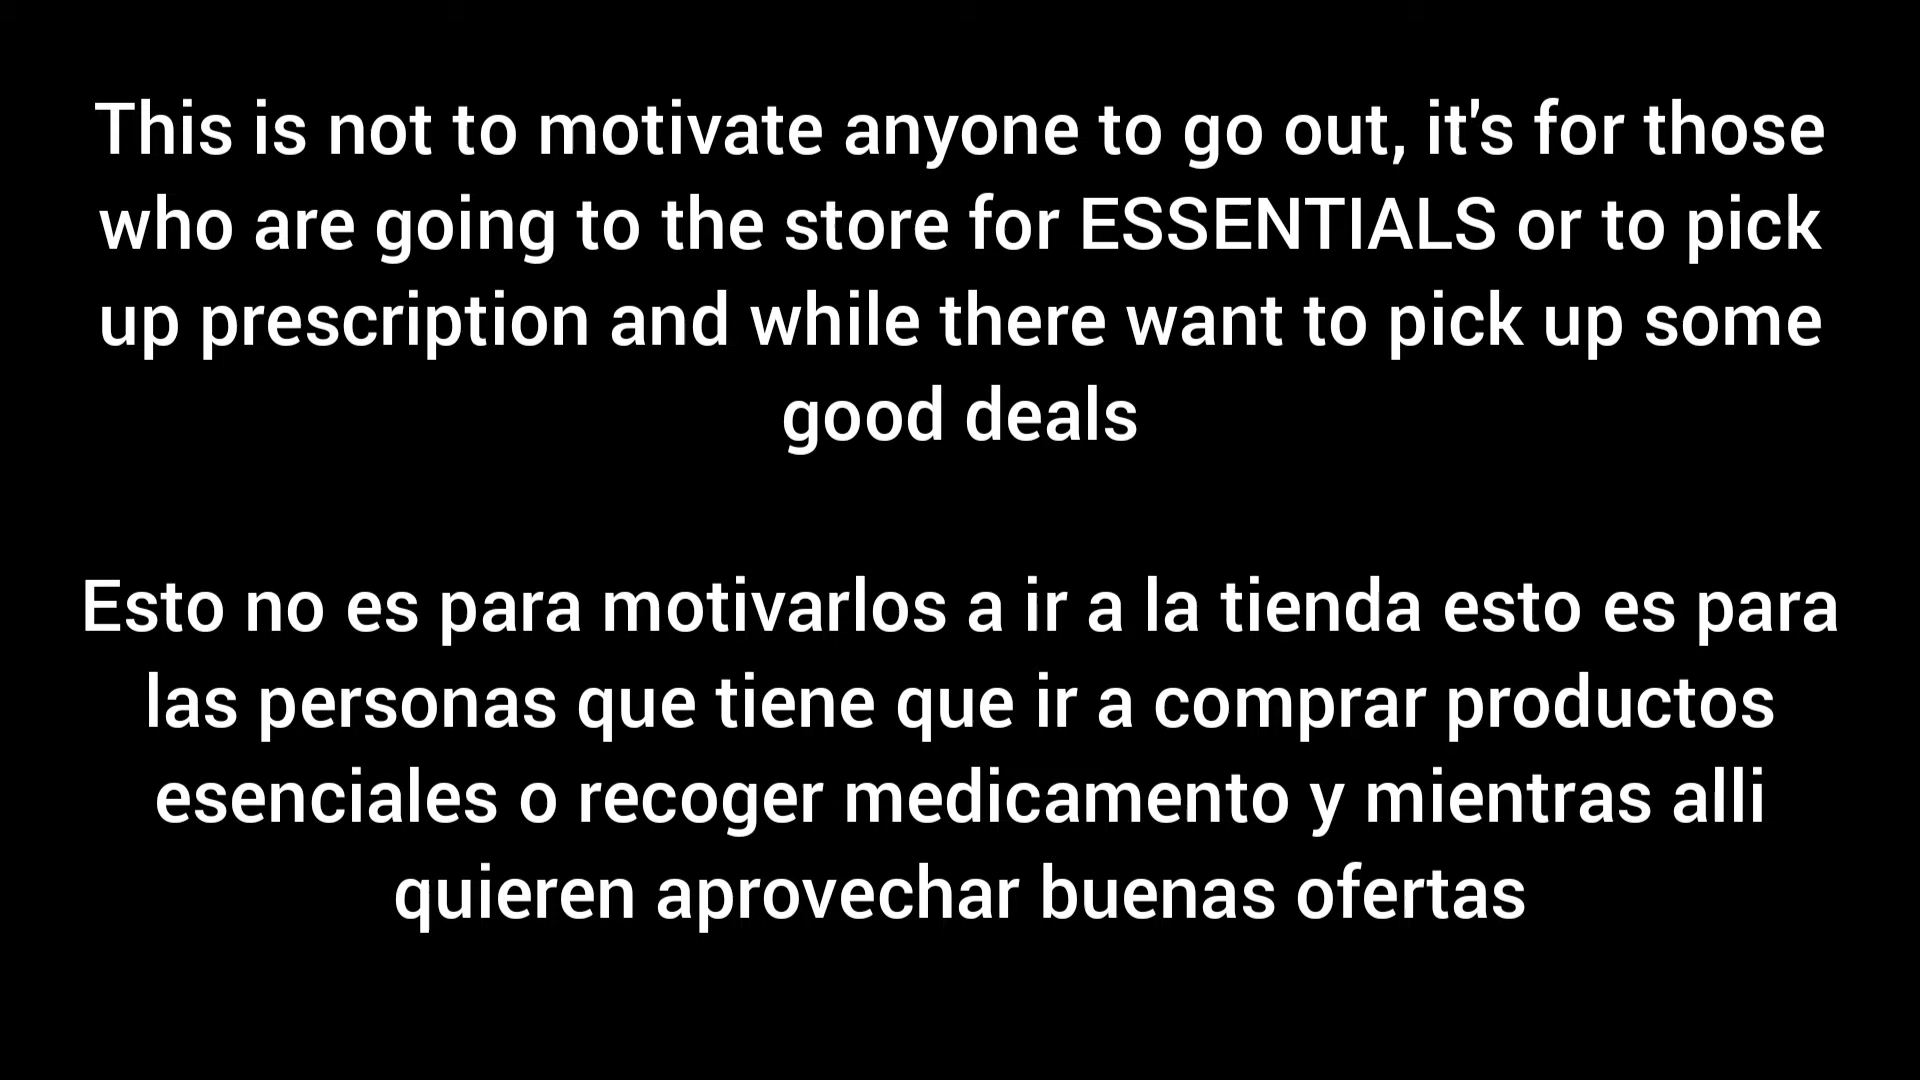 This is not to motivate anyone to go out, it's for those
who are going to the store for ESSENTIALS or to pick
up prescription and while there want to pick up some
good deals
Esto no es para motivarlos a ir a la tienda esto es para
las personas que tiene que ir a comprar productos
esenciales o recoger medicamento y mientras alli
quieren aprovechar buenas ofertas